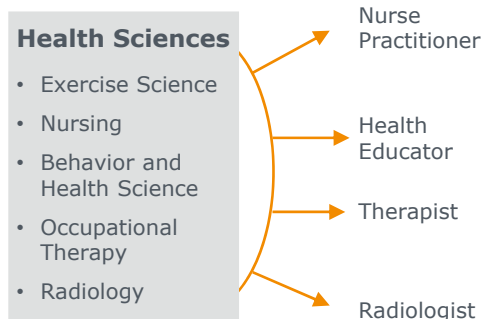 Health Sciences
• Exercise Science
• Nursing
• Behavior and
Health Science
• Occupational
Therapy
• Radiology
Nurse
Practitioner
Health
Educator
Therapist
Radiologist